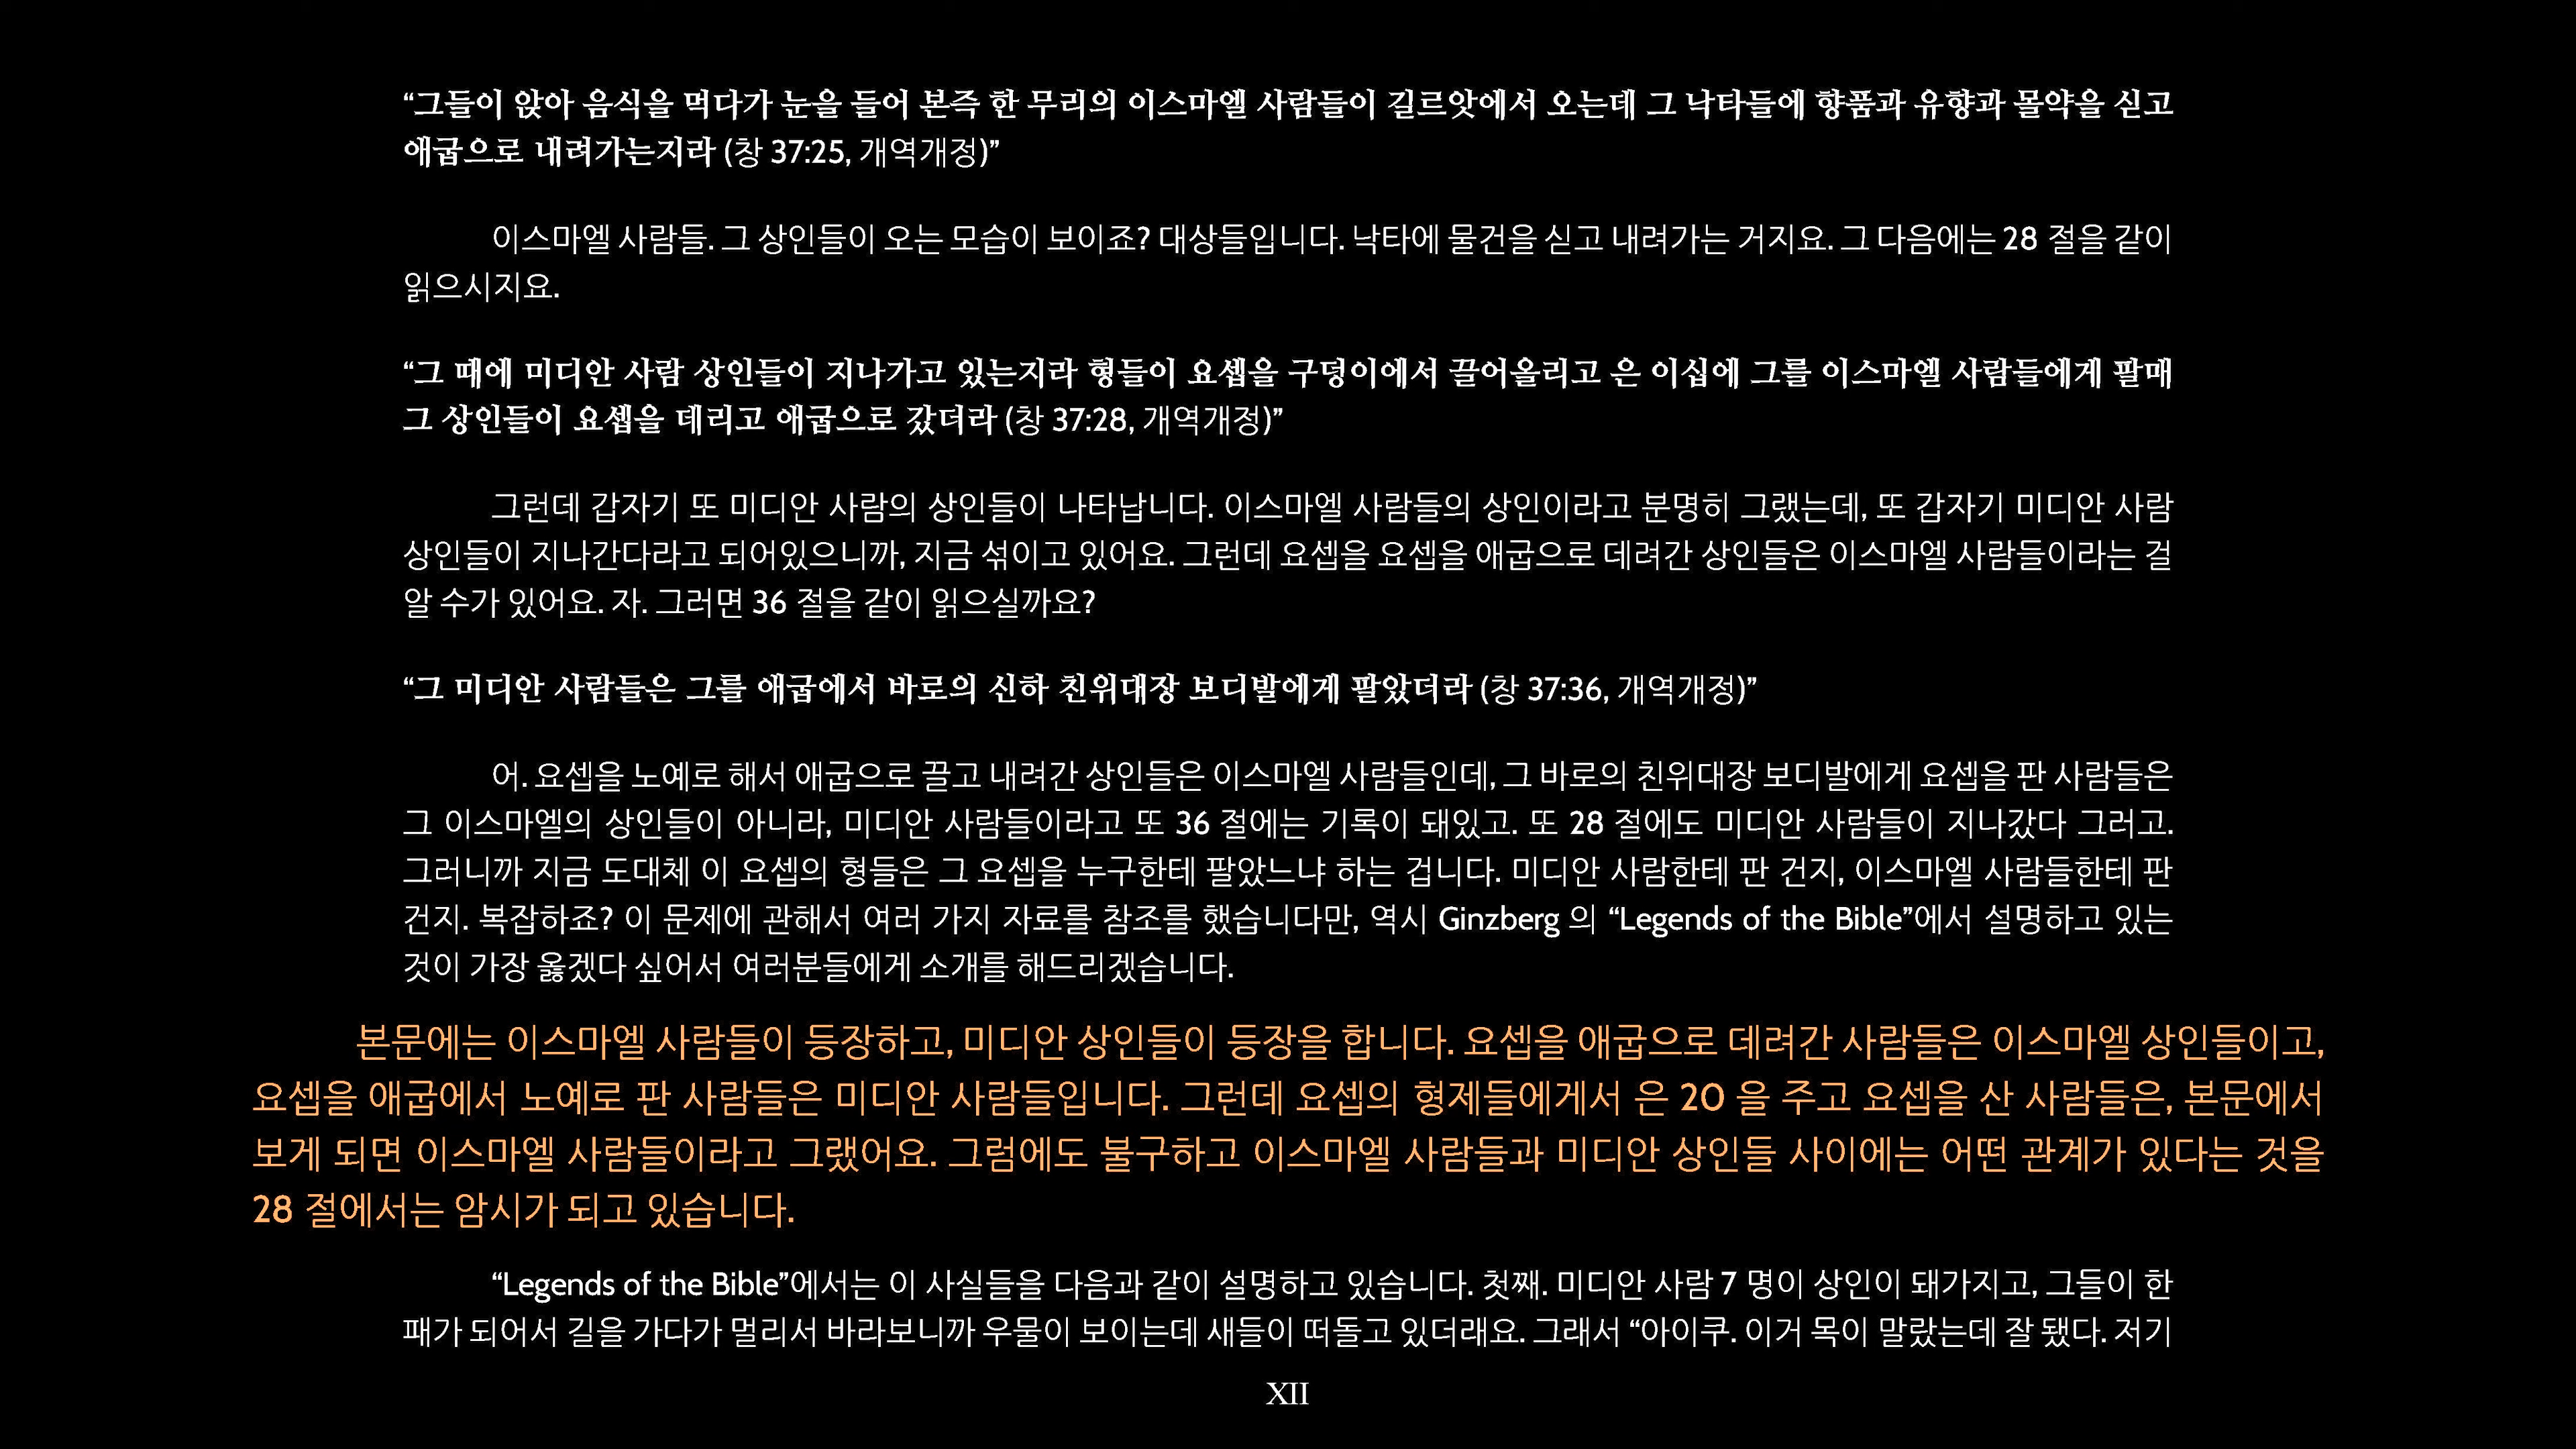 “그들이 앉아 음식을 먹다가 눈을 들어 본즉 한 무리의 이스마엘 사람들이 길르앗에서 오는데 그 낙타들에 향품과 유향과 몰약을 싣고
애굽으로 내려가는지라 (창 37:25, 개역개정)”
이스마엘 사람들. 그 상인들이 오는 모습이 보이죠? 대상들입니다. 낙타에 물건을 싣고 내려가는 거지요. 그 다음에는 28 절을 같이
읽으시지요.
“그 때에 미디안 사람 상인들이 지나가고 있는지라 형들이 요셉을 구덩이에서 끌어올리고 은 이십에 그를 이스마엘 사람들에게 팔매
그 상인들이 요셉을 데리고 애굽으로 갔더라 (창 37:28, 개역개정)”
그런데 갑자기 또 미디안 사람의 상인들이 나타납니다. 이스마엘 사람들의 상인이라고 분명히 그랬는데, 또 갑자기 미디안 사람
상인들이 지나간다라고 되어있으니까, 지금 섞이고 있어요. 그런데 요셉을 요셉을 애굽으로 데려간 상인들은 이스마엘 사람들이라는 걸
알 수가 있어요. 자. 그러면 36 절을 같이 읽으실까요?
“그 미디안 사람들은 그를 애굽에서 바로의 신하 친위대장 보디발에게 팔았더라 (창 37:36, 개역개정)”
어. 요셉을 노예로 해서 애굽으로 끌고 내려간 상인들은 이스마엘 사람들인데, 그 바로의 친위대장 보디발에게 요셉을 판 사람들은
그 이스마엘의 상인들이 아니라, 미디안 사람들이라고 또 36 절에는 기록이 돼있고. 또 28 절에도 미디안 사람들이 지나갔다 그러고.
그러니까 지금 도대체 이 요셉의 형들은 그 요셉을 누구한테 팔았느냐 하는 겁니다. 미디안 사람한테 판 건지, 이스마엘 사람들한테 판
건지. 복잡하죠? 이 문제에 관해서 여러 가지 자료를 참조를 했습니다만, 역시 Ginzberg 의 “Legends of the Bible”에서 설명하고 있는
것이 가장 옳겠다 싶어서 여러분들에게 소개를 해드리겠습니다.
본문에는 이스마엘 사람들이 등장하고, 미디안 상인들이 등장을 합니다. 요셉을 애굽으로 데려간 사람들은 이스마엘 상인들이고,
요셉을 애굽에서 노예로 판 사람들은 미디안 사람들입니다. 그런데 요셉의 형제들에게서 은 20 을 주고 요셉을 산 사람들은, 본문에서
보게 되면 이스마엘 사람들이라고 그랬어요. 그럼에도 불구하고 이스마엘 사람들과 미디안 상인들 사이에는 어떤 관계가 있다는 것을
28 절에서는 암시가 되고 있습니다.
“Legends of the Bible”에서는 이 사실들을 다음과 같이 설명하고 있습니다. 첫째. 미디안 사람 7 명이 상인이 돼가지고, 그들이 한
패가 되어서 길을 가다가 멀리서 바라보니까 우물이 보이는데 새들이 떠돌고 있더래요. 그래서 “아이쿠. 이거 목이 말랐는데 잘 됐다. 저기
XII